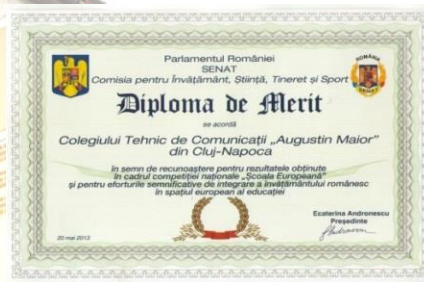 Parlamentul României
SENAT
Comisia pentru Învățământ, Știință, Tineret și Sport
ROMÂNIA
SENAT
Diploma de Merit
se acordă
Colegiului Tehnic de Comunicații „Augustin Maior”
din Cluj-Napoca
în semn de recunoaștere pentru rezultatele obținute
în cadrul competiției naționale „Școala Europeană”
și pentru eforturile semnificative de integrare a învățământului românesc
în spațiul european al educației
Ecaterina Andronescu
Președinte
20 mai 2013